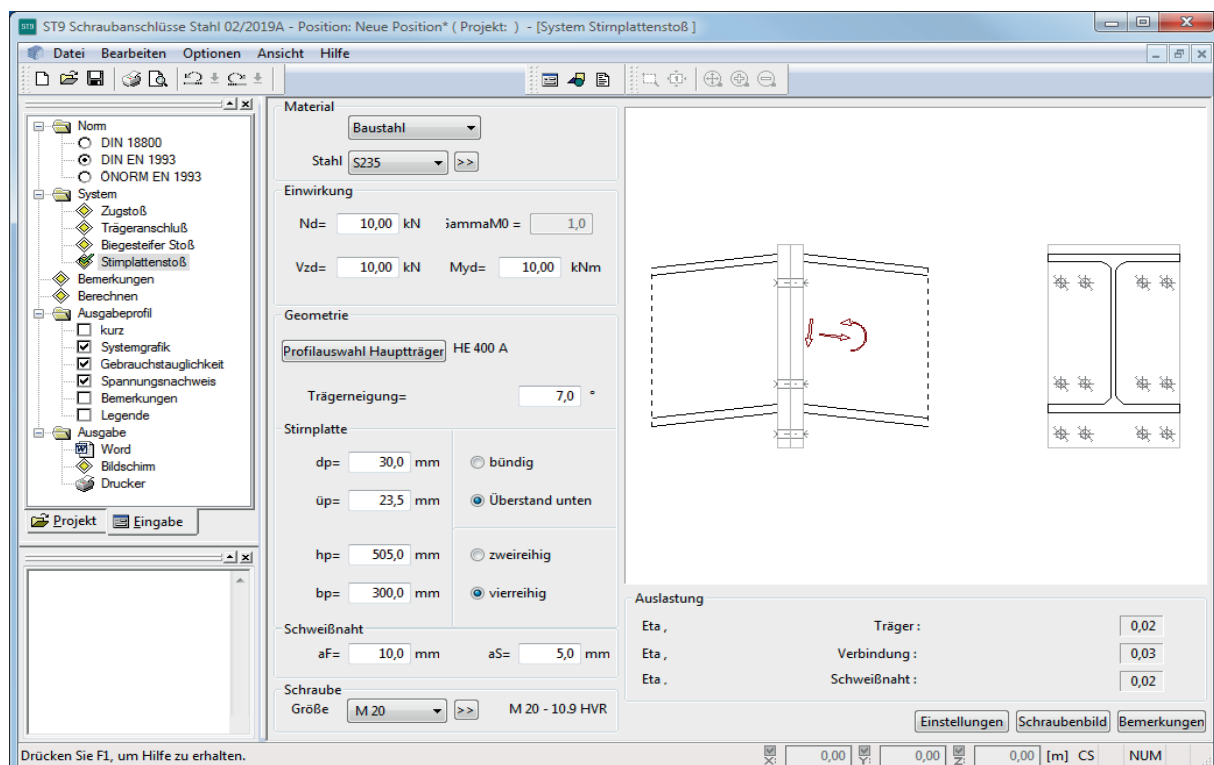 ST9 Schraubanschlüsse Stahl 02/2019A - Position: Neue Position* ( Projekt: ) - [System Stirnplattenstoß ]
Datei Bearbeiten Optionen Ansicht Hilfe
Norm
DIN 18800
DIN EN 1993
ÖNORM EN 1993
System
Zugstoß
Trägeranschluß
Biegesteifer Stoß
Stirnplattenstoß
Bemerkungen
Berechnen
Ausgabeprofil
kurz
Systemgrafik
Gebrauchstauglichkeit
Spannungsnachweis
Bemerkungen
Legende
Ausgabe
Word
Bildschirm
Drucker
Projekt Eingabe
Material
Baustahl
Stahl S235 >>
Einwirkung
Nd= 10,00 kN iammaM0 = 1,0
Vzd= 10,00 kN Myd= 10,00 kNm
Geometrie
Profilauswahl Hauptträger HE 400 A
Trägerneigung= 7,0 °
Stirnplatte
dp= 30,0 mm bündig
üp= 23,5 mm Überstand unten
hp= 505,0 mm zweireihig
bp= 300,0 mm vierreihig
Schweißnaht
aF= 10,0 mm aS= 5,0 mm
Schraube
Größe M 20 >> M 20 - 10.9 HVR
Auslastung
Eta , Träger : 0,02
Eta , Verbindung : 0,03
Eta , Schweißnaht : 0,02
Einstellungen Schraubenbild Bemerkungen
Drücken Sie F1, um Hilfe zu erhalten. X: 0,00 Y: 0,00 Z: 0,00 [m] CS NUM